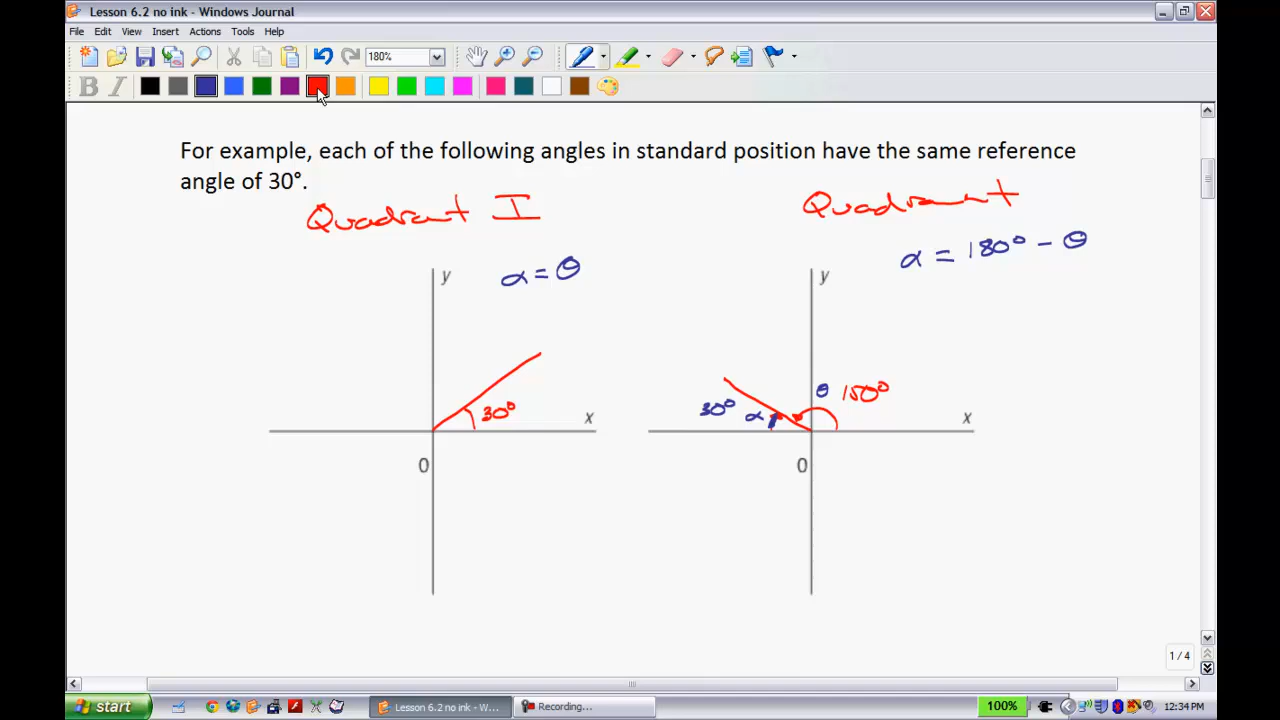 Lesson 6.2 no ink - Windows Journal
File Edit View Insert Actions Tools Help
180%
B I
For example, each of the following angles in standard position have the same reference
angle of 30°.
Quadrant I
Quadrant
α = θ
α = 180° - θ
y
y
30°
x
30° α
θ 150°
x
0
0
1 / 4
start
Lesson 6.2 no ink - W...
Recording...
100%
12:34 PM